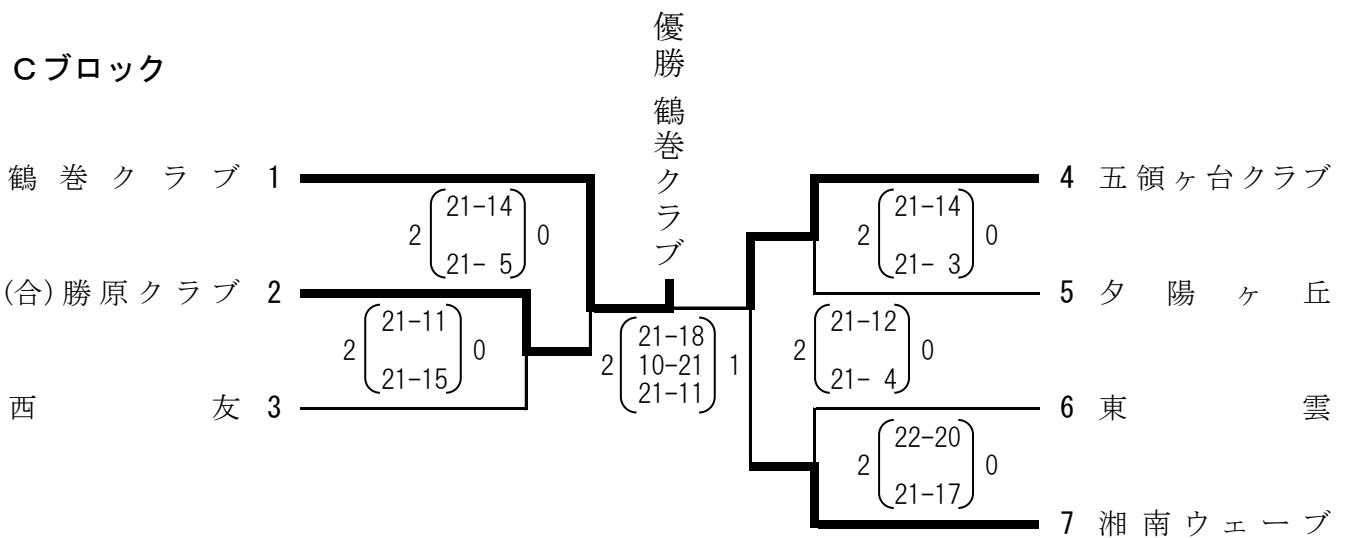 Cブロック
優勝 鶴巻クラブ
鶴巻クラブ 1
2 21-14 0
21- 5
(合)勝原クラブ 2
2 21-11 0
21-15
西友 3
2 21-18 1
10-21
21-11
4 五領ヶ台クラブ
2 21-14 0
21- 3
5 夕陽ヶ丘
2 21-12 0
21- 4
6 東雲
2 22-20 0
21-17
7 湘南ウェーブ